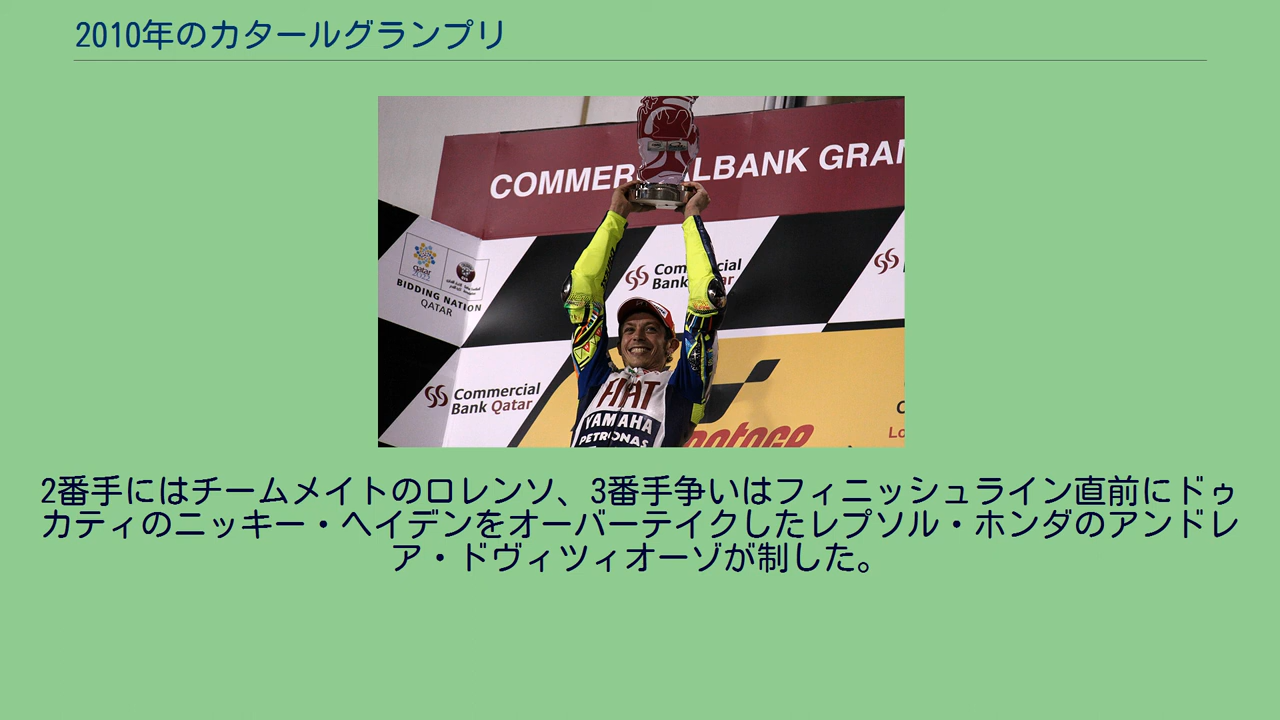 2010年のカタールグランプリ
COMMER
ALBANK GRAN
qatar
BIDDING NATION
QATAR
Commercial
Bank Qatar
Commercial
Bank Qatar
FIAT
YAMAHA
PETRONAS
motogp
Lo
2番手にはチームメイトのロレンソ、3番手争いはフィニッシュライン直前にドゥ
カティのニッキー・ヘイデンをオーバーテイクしたレプソル・ホンダのアンドレ
ア・ドヴィツィオーゾが制した。